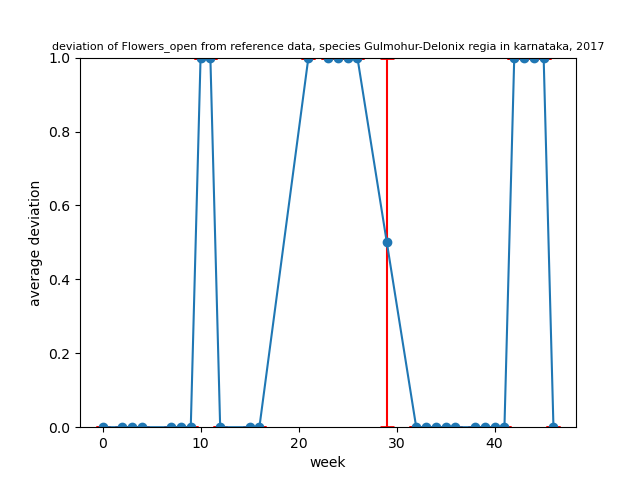 deviation of Flowers_open from reference data, species Gulmohur-Delonix regia in karnataka, 2017
1.0
0.8
0.6
0.4
0.2
0.0
average deviation
0 10 20 30 40
week